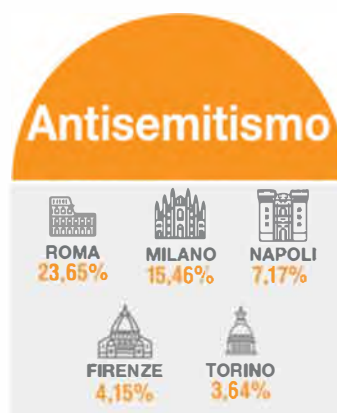 Antisemitismo
ROMA MILANO NAPOLI
23,65% 15,46% 7,17%
FIRENZE TORINO
4,15% 3,64%